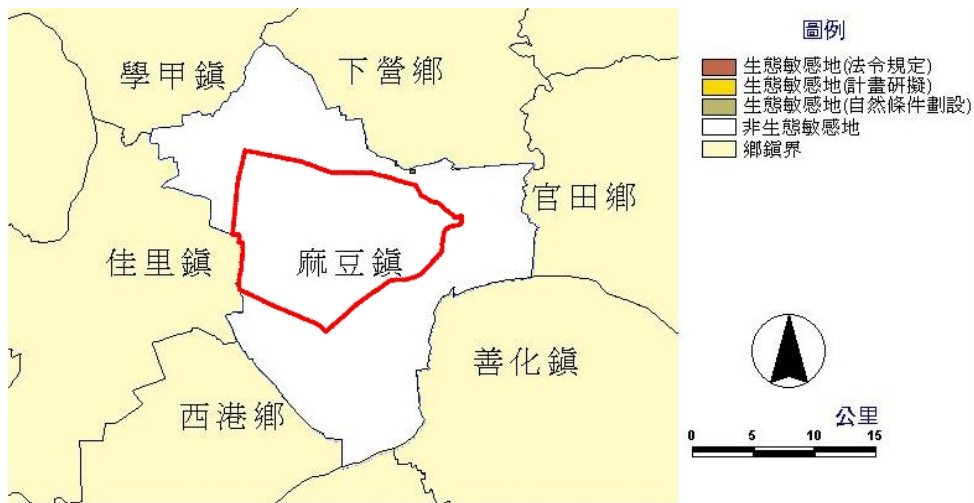 學甲鎮
下營鄉
官田鄉
佳里鎮
麻豆鎮
善化鎮
西港鄉
圖例
生態敏感地(法令規定)
生態敏感地(計畫研擬)
生態敏感地(自然條件劃設)
非生態敏感地
鄉鎮界
公里
0 5 10 15